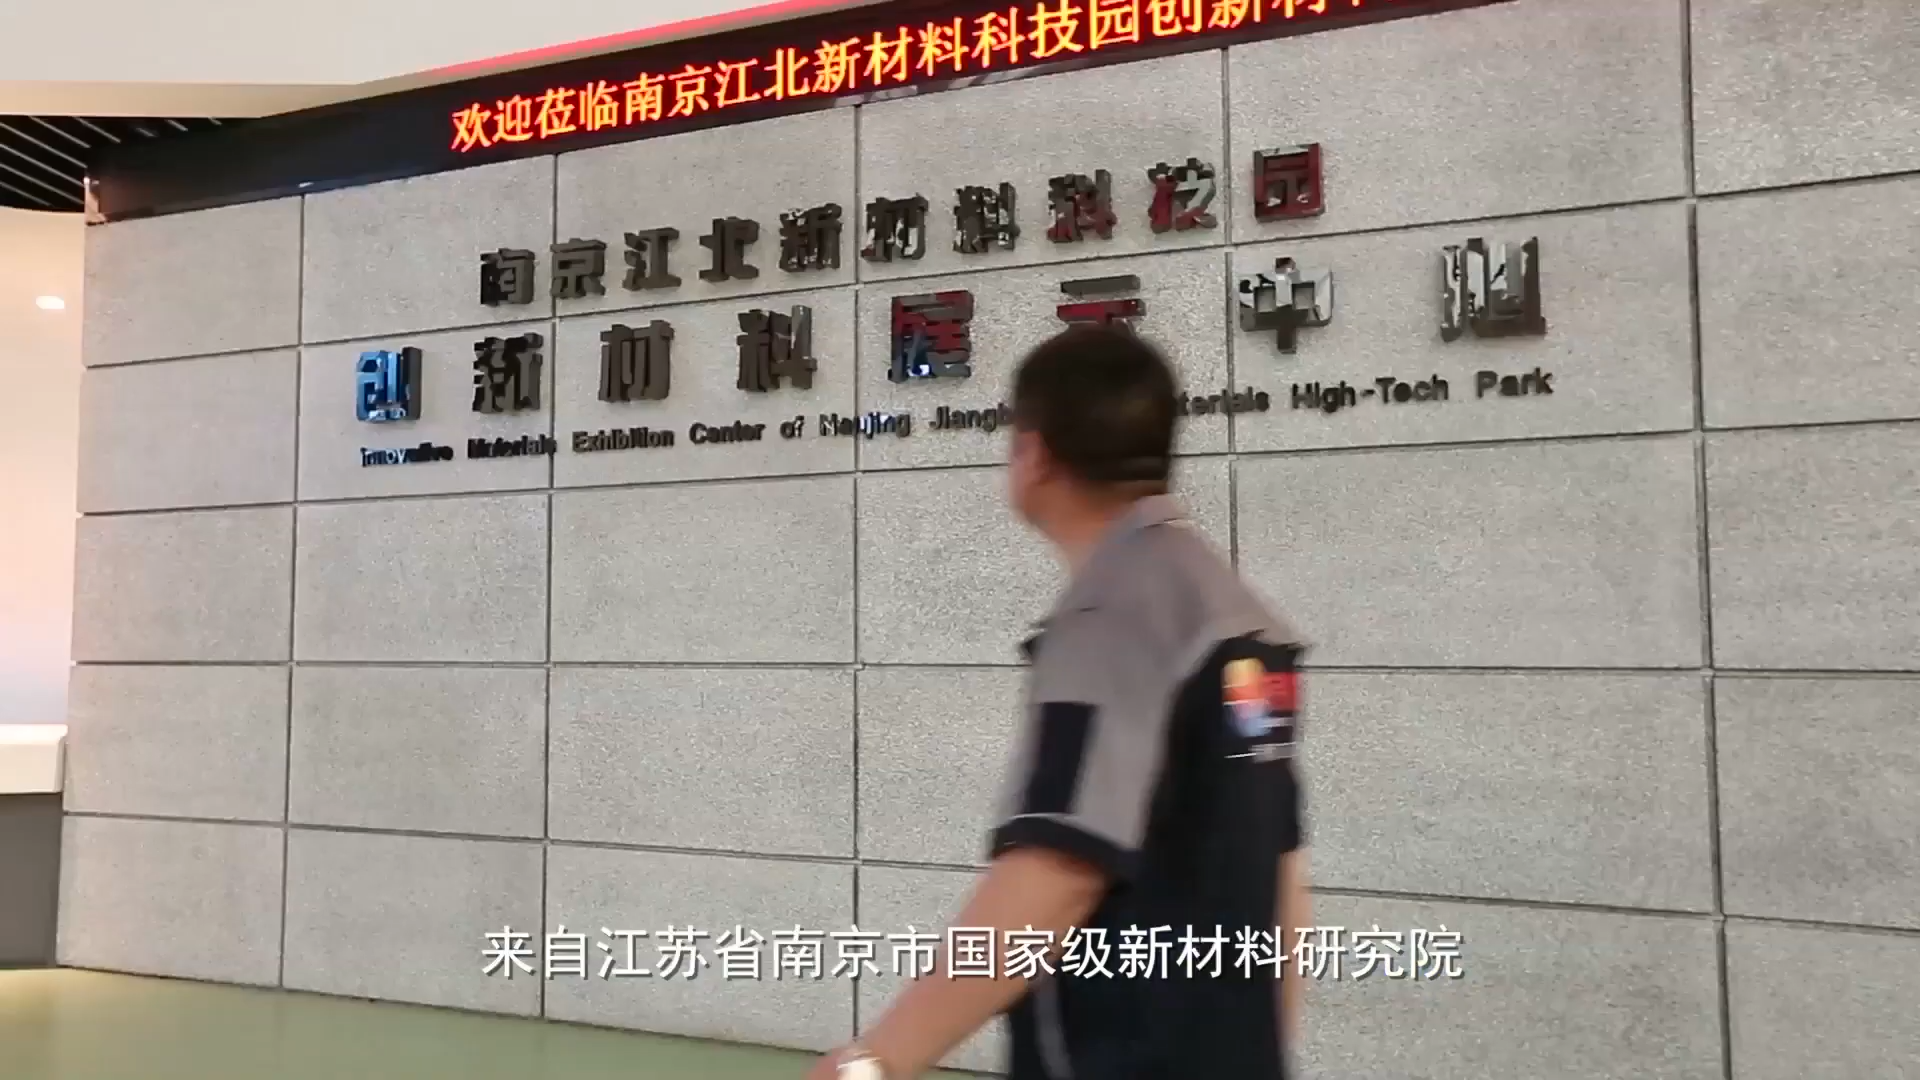 欢迎莅临南京江北新材料科技园创新材
南京江北新材料科技园
创新材料展示中心
Innovative Materials Exhibition Center of Nanjing Jiangb terials High-Tech Park
来自江苏省南京市国家级新材料研究院